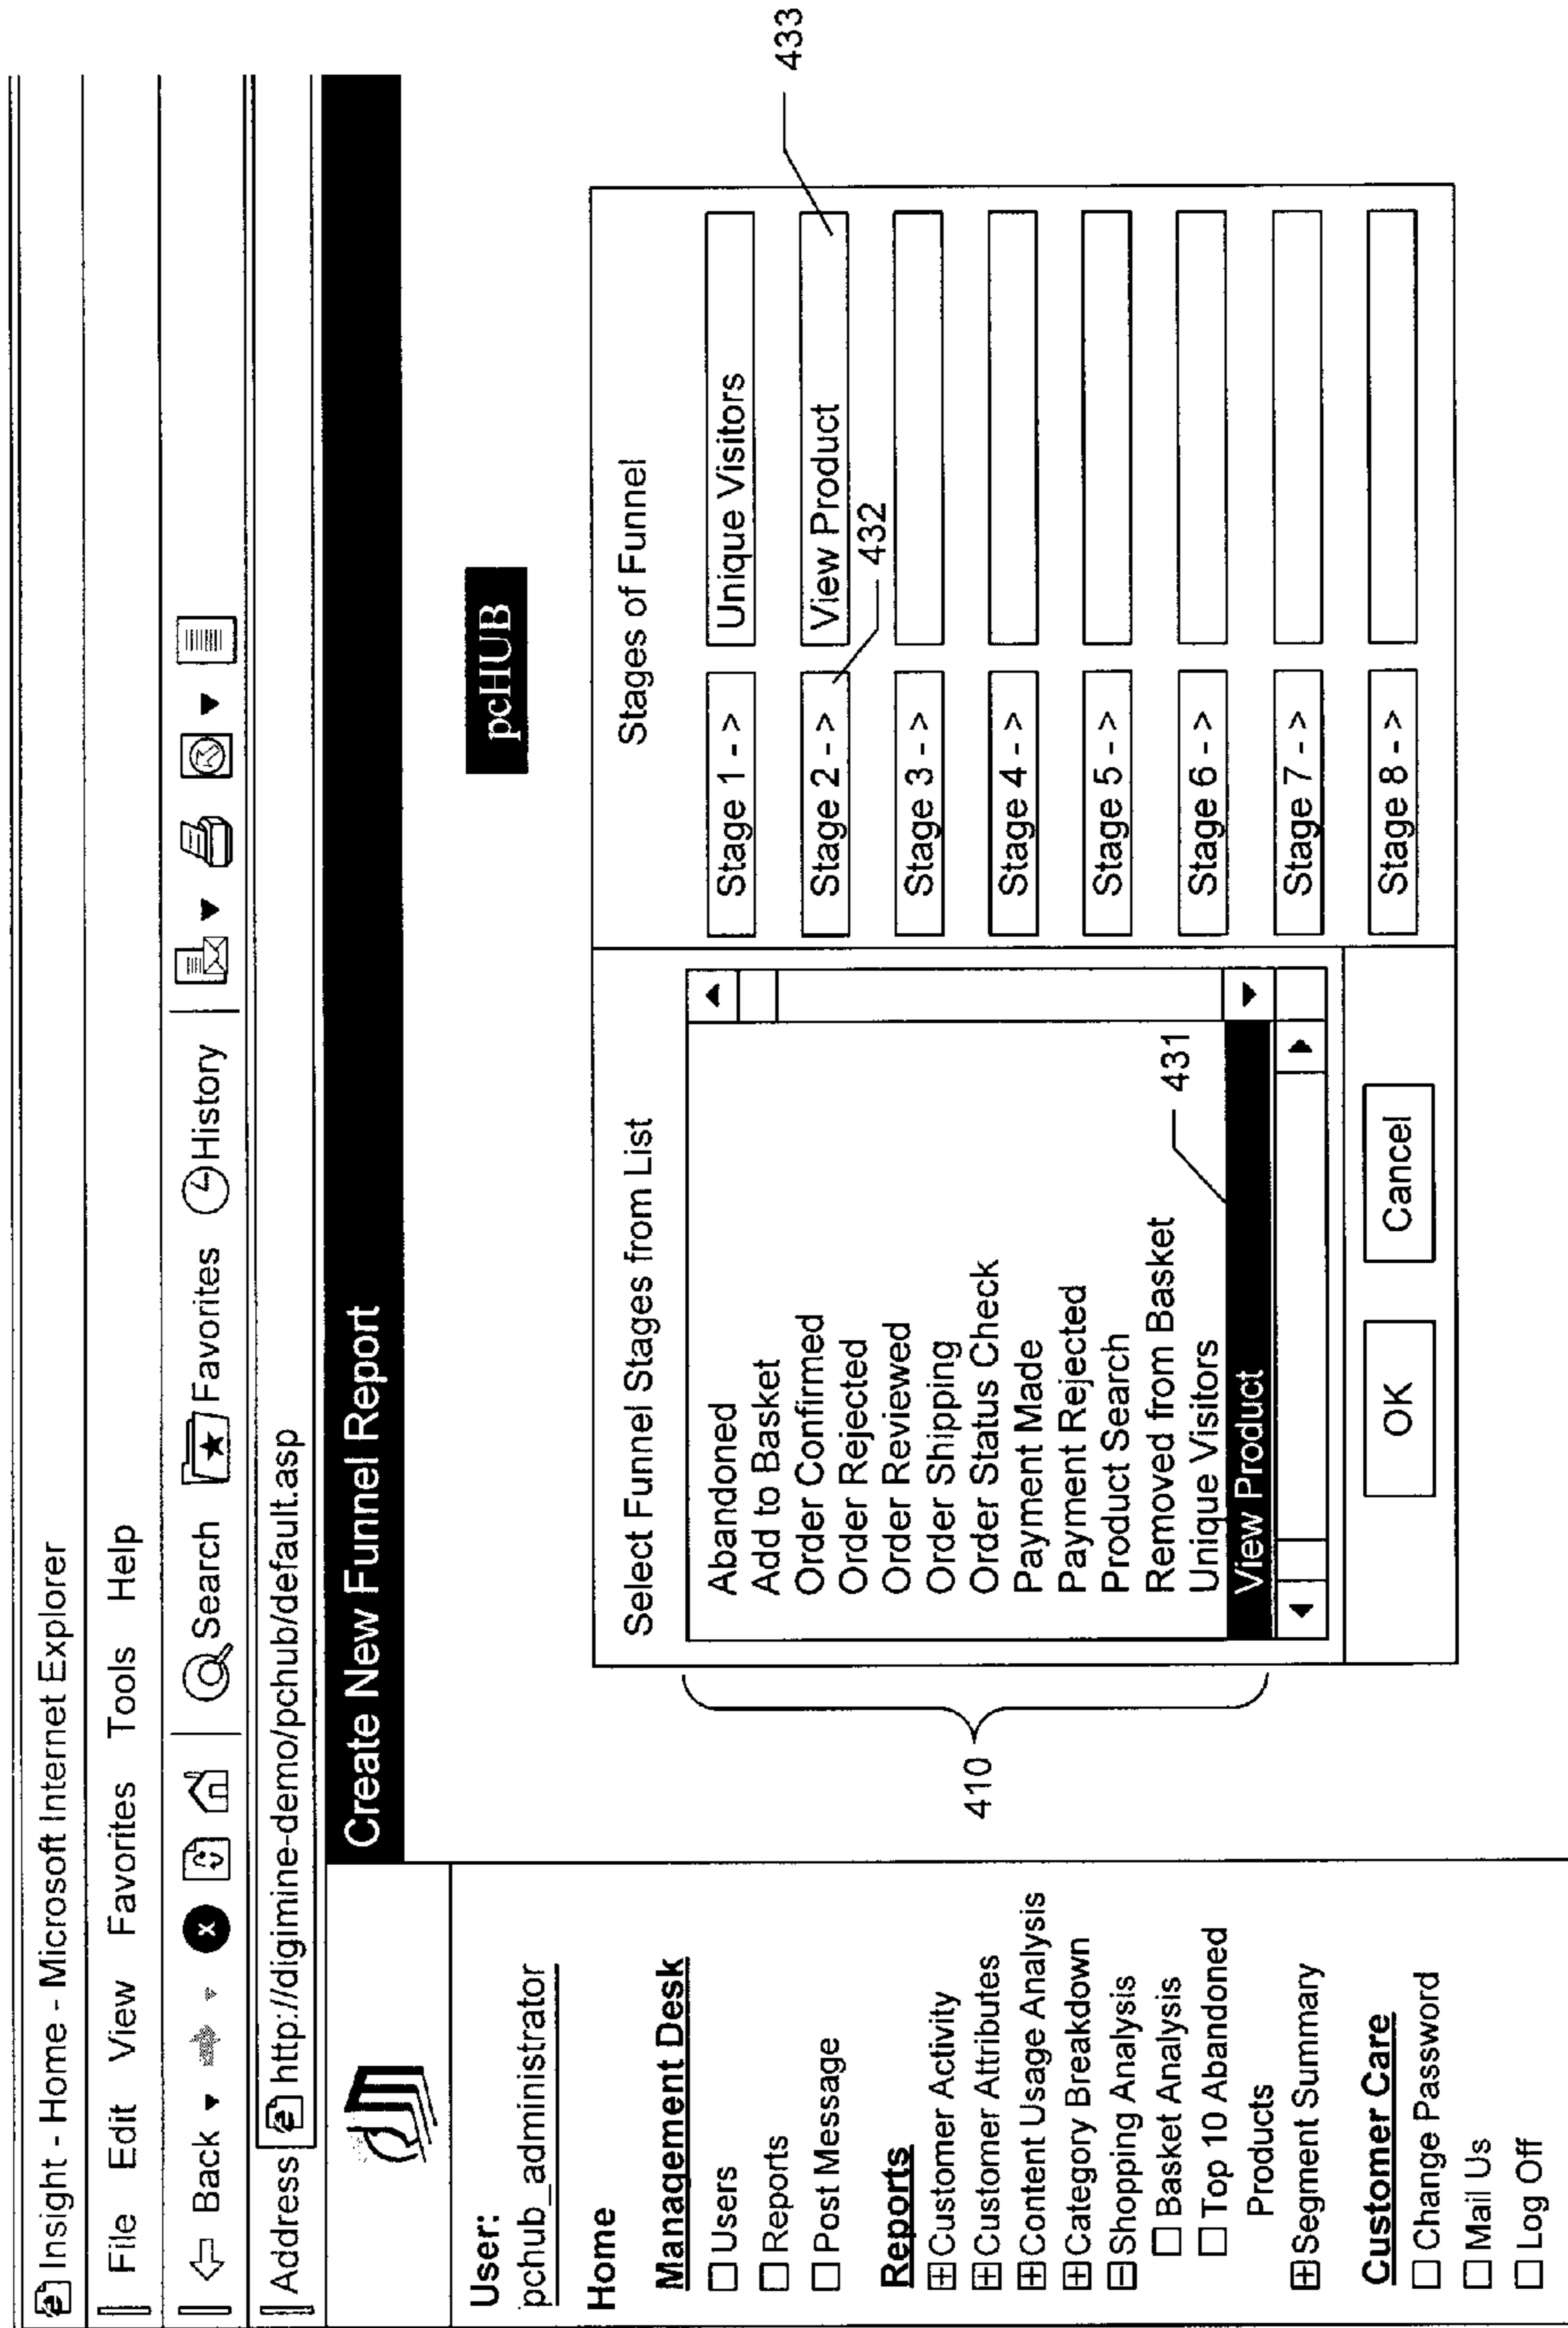 Insight - Home - Microsoft Internet Explorer
File Edit View Favorites Tools Help
Back Search Favorites History
Address http://digimine-demo/pchub/default.asp
Create New Funnel Report
User:
pchub_administrator
Home
Management Desk
Users
Reports
Post Message
Reports
Customer Activity
Customer Attributes
Content Usage Analysis
Category Breakdown
Shopping Analysis
Basket Analysis
Top 10 Abandoned
Products
Segment Summary
Customer Care
Change Password
Mail Us
Log Off
pcHUB
Select Funnel Stages from List
410
Abandoned
Add to Basket
Order Confirmed
Order Rejected
Order Reviewed
Order Shipping
Order Status Check
Payment Made
Payment Rejected
Product Search
Removed from Basket
Unique Visitors
View Product
431
OK Cancel
Stages of Funnel
Stage 1 - > Unique Visitors
Stage 2 - > View Product
432
433
Stage 3 - >
Stage 4 - >
Stage 5 - >
Stage 6 - >
Stage 7 - >
Stage 8 - >